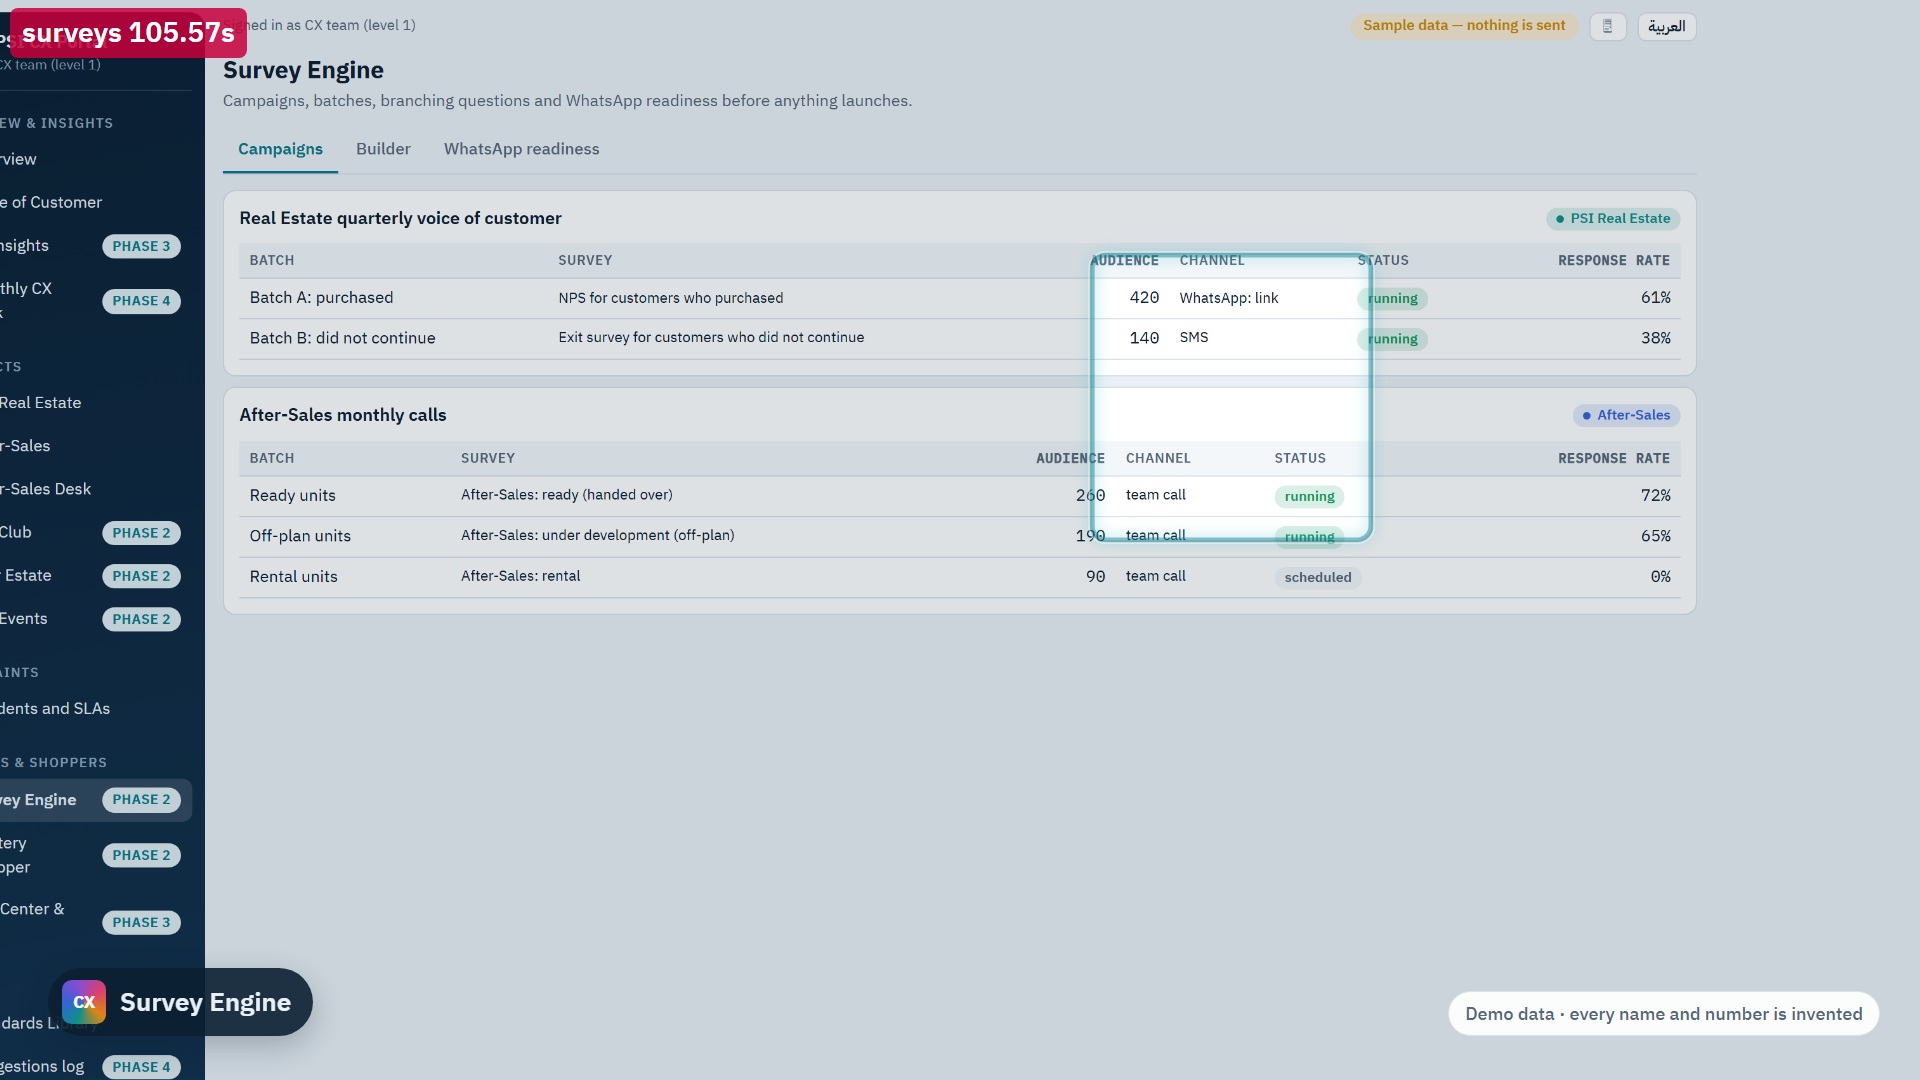 surveys 105.57s
CX team (level 1)
EW & INSIGHTS
rview
e of Customer
nsights PHASE 3
thly CX PHASE 4
CTS
Real Estate
r-Sales
r-Sales Desk
Club PHASE 2
r Estate PHASE 2
Events PHASE 2
AINTS
dents and SLAs
S & SHOPPERS
vey Engine PHASE 2
tery
pper PHASE 2
Center & PHASE 3
dards Library
gestions log PHASE 4
igned in as CX team (level 1)
Sample data — nothing is sent
العربية
Survey Engine
Campaigns, batches, branching questions and WhatsApp readiness before anything launches.
Campaigns Builder WhatsApp readiness
Real Estate quarterly voice of customer PSI Real Estate
BATCH SURVEY AUDIENCE CHANNEL STATUS RESPONSE RATE
Batch A: purchased NPS for customers who purchased 420 WhatsApp: link running 61%
Batch B: did not continue Exit survey for customers who did not continue 140 SMS running 38%
After-Sales monthly calls After-Sales
BATCH SURVEY AUDIENCE CHANNEL STATUS RESPONSE RATE
Ready units After-Sales: ready (handed over) 260 team call running 72%
Off-plan units After-Sales: under development (off-plan) 190 team call running 65%
Rental units After-Sales: rental 90 team call scheduled 0%
CX Survey Engine
Demo data · every name and number is invented